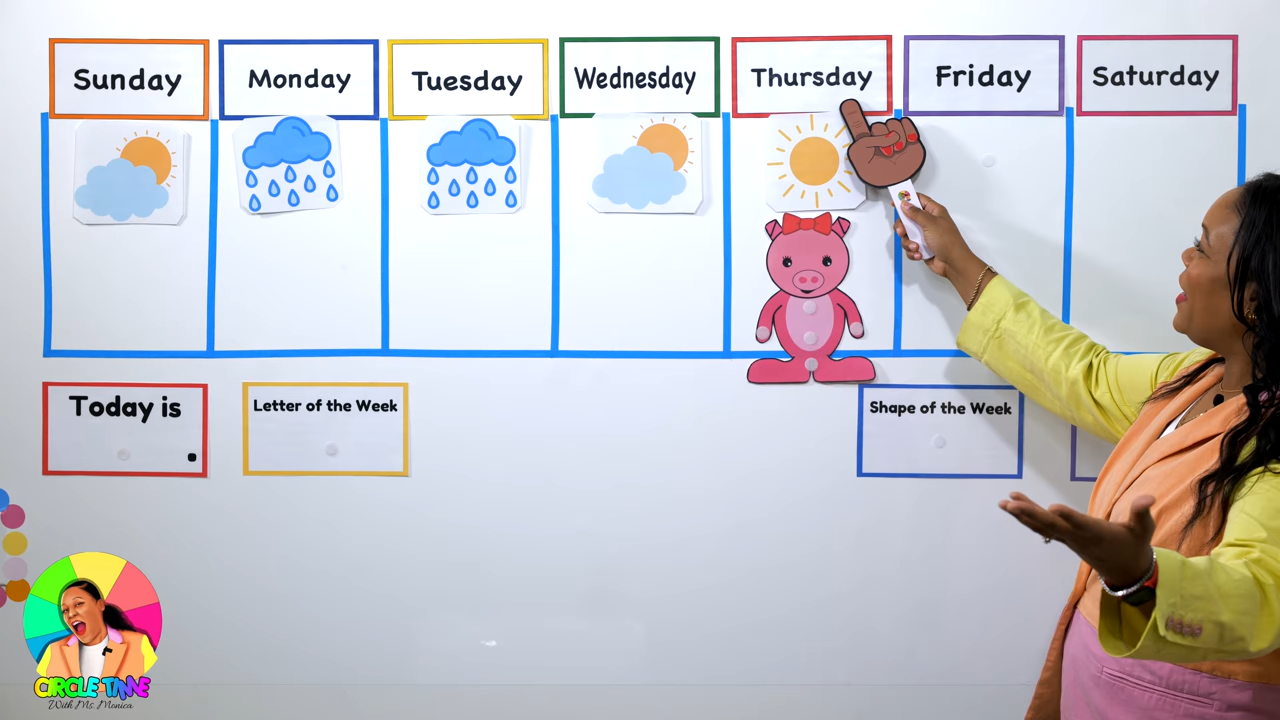 Sunday
Monday
Tuesday
Wednesday
Thursday
Friday
Saturday
Today is
Letter of the Week
Shape of the Week
CIRCLE TIME
With Ms. Monica